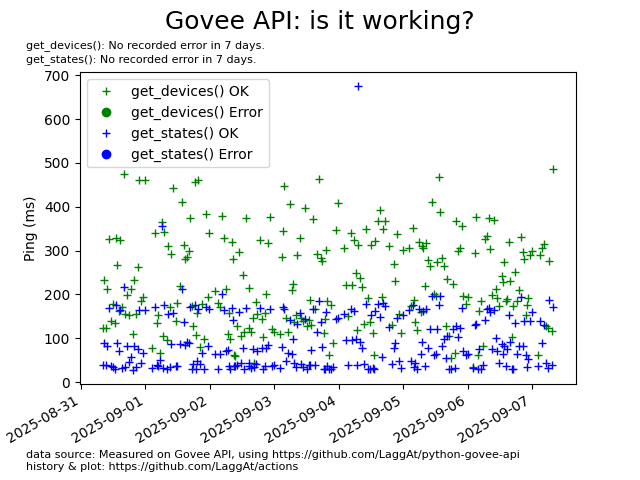 Govee API: is it working?
get_devices(): No recorded error in 7 days.
get_states(): No recorded error in 7 days.
700
600
500
400
300
200
100
0
Ping (ms)
get_devices() OK
get_devices() Error
get_states() OK
get_states() Error
2025-08-31
2025-09-01
2025-09-02
2025-09-03
2025-09-04
2025-09-05
2025-09-06
2025-09-07
data source: Measured on Govee API, using https://github.com/LaggAt/python-govee-api
history & plot: https://github.com/LaggAt/actions